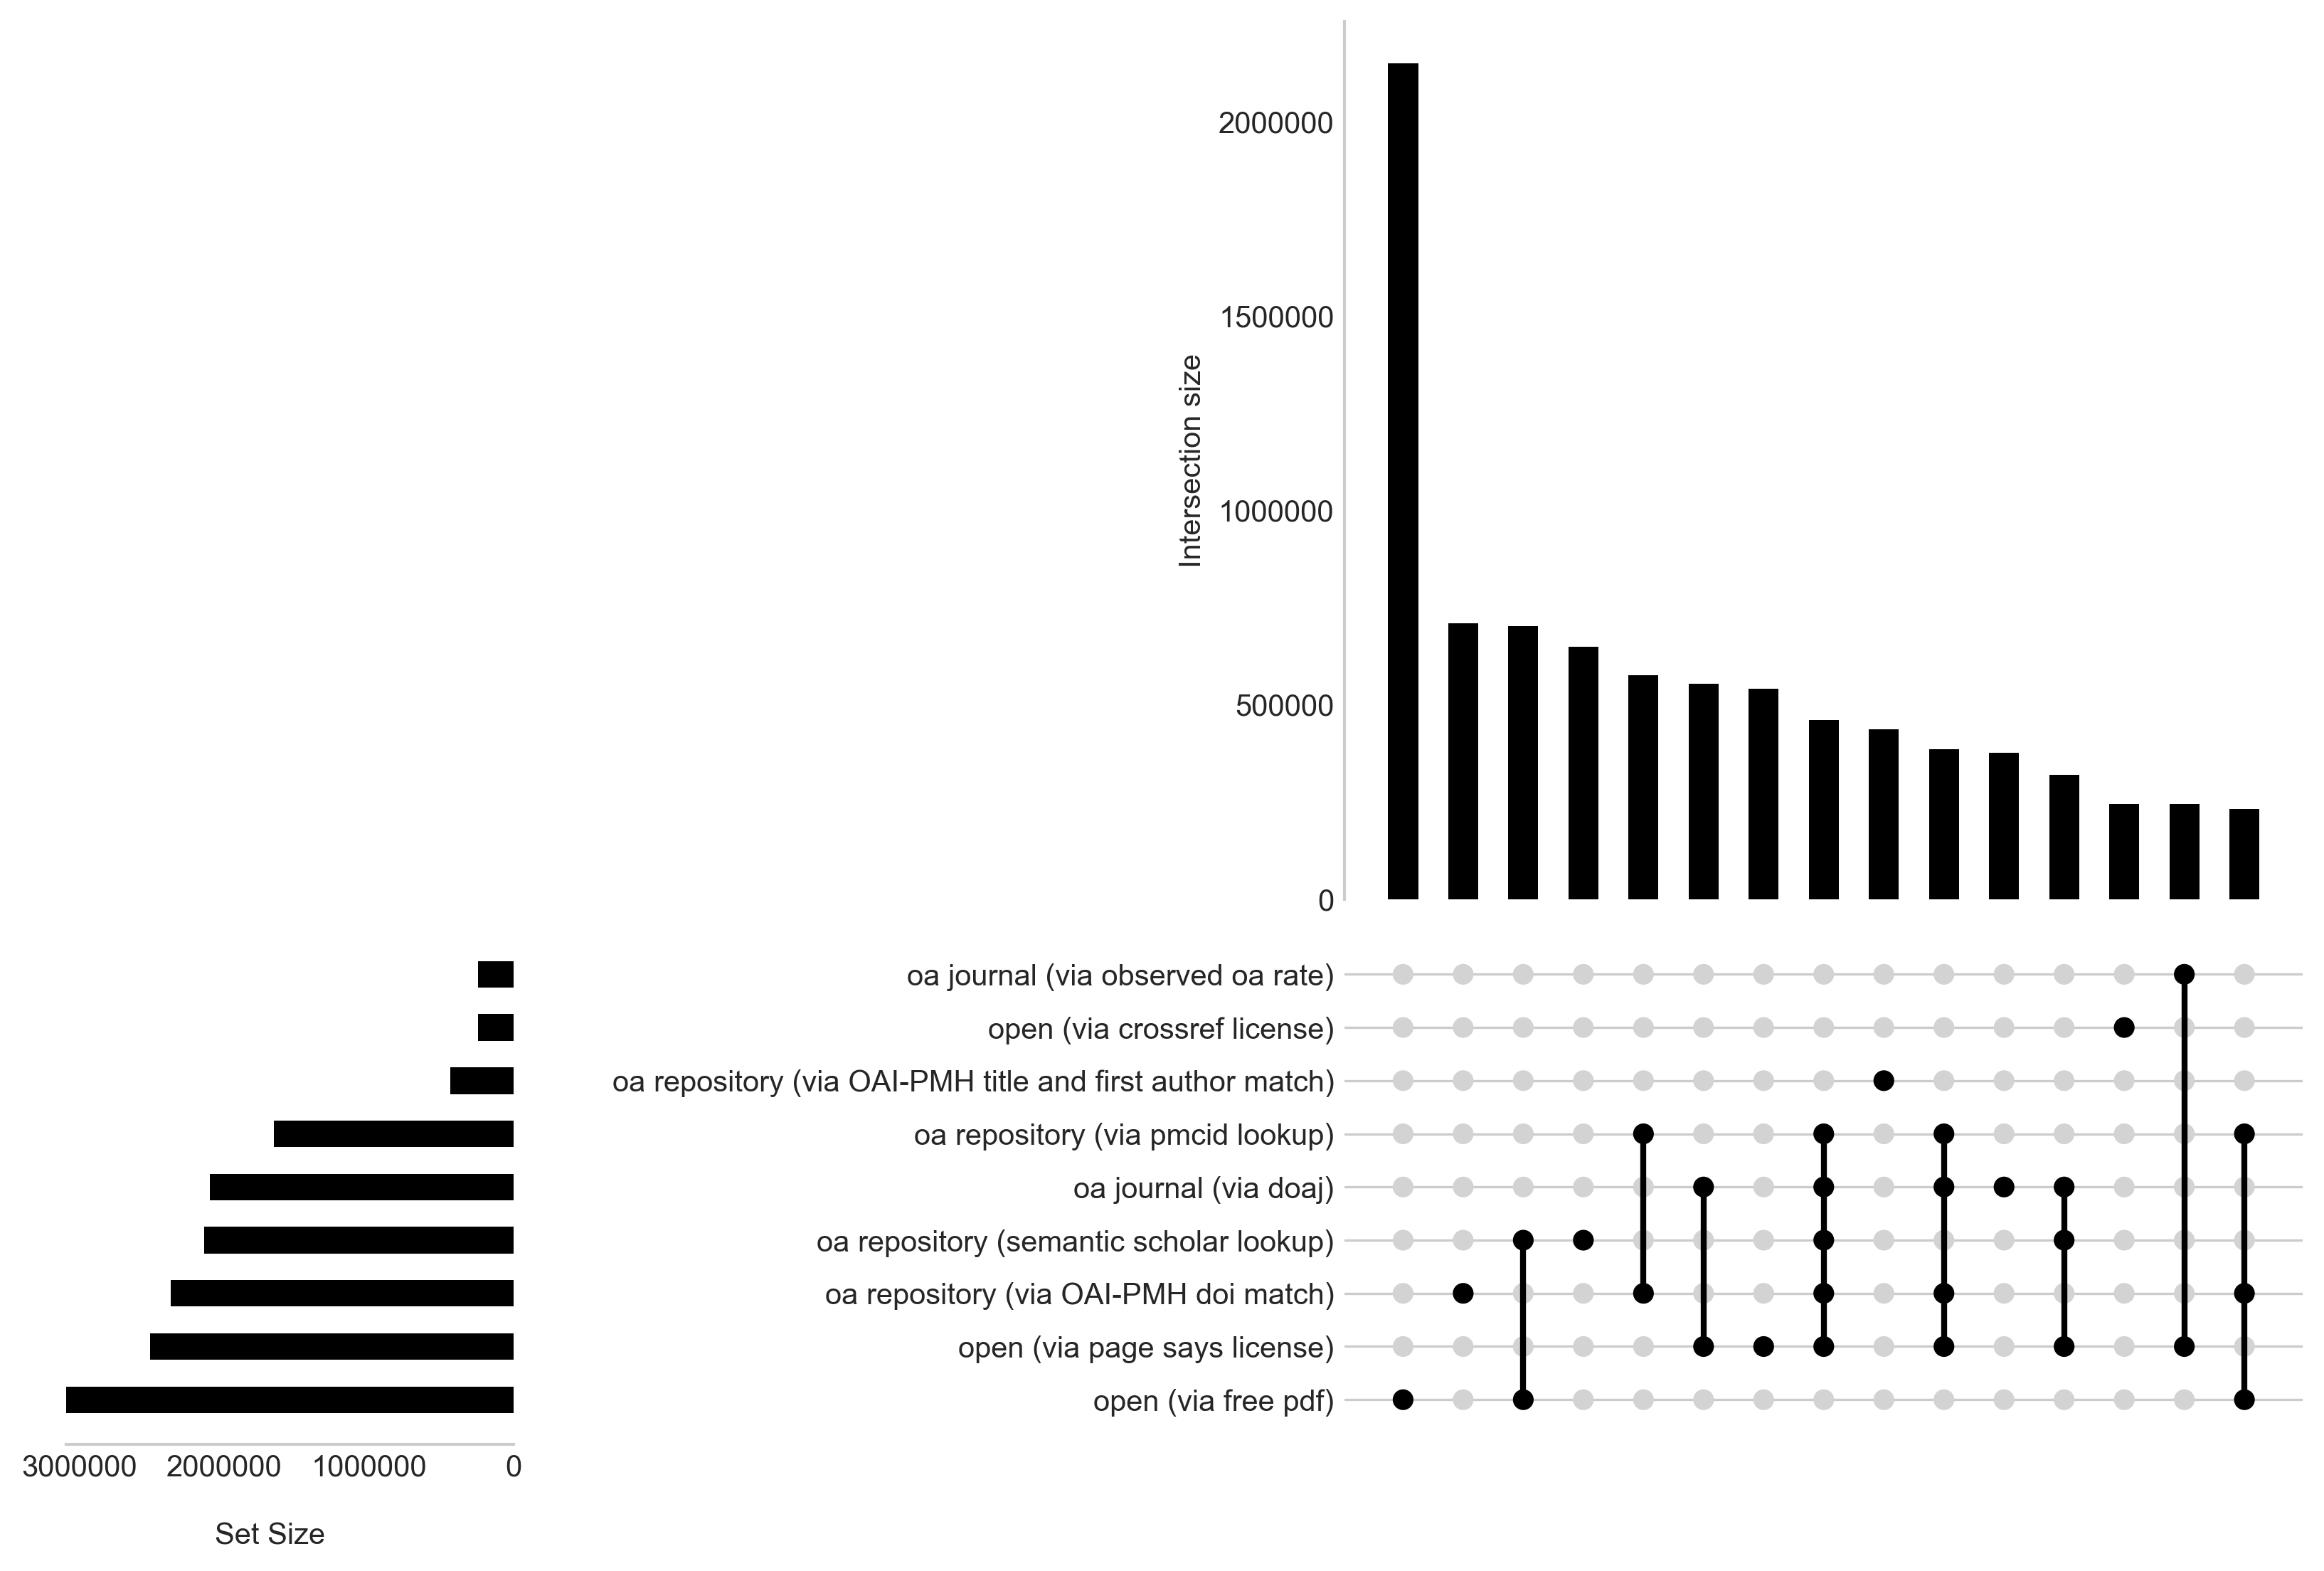 2000000
1500000
1000000
500000
0
Intersection size
oa journal (via observed oa rate)
open (via crossref license)
oa repository (via OAI-PMH title and first author match)
oa repository (via pmcid lookup)
oa journal (via doaj)
oa repository (semantic scholar lookup)
oa repository (via OAI-PMH doi match)
open (via page says license)
open (via free pdf)
3000000 2000000 1000000 0
Set Size